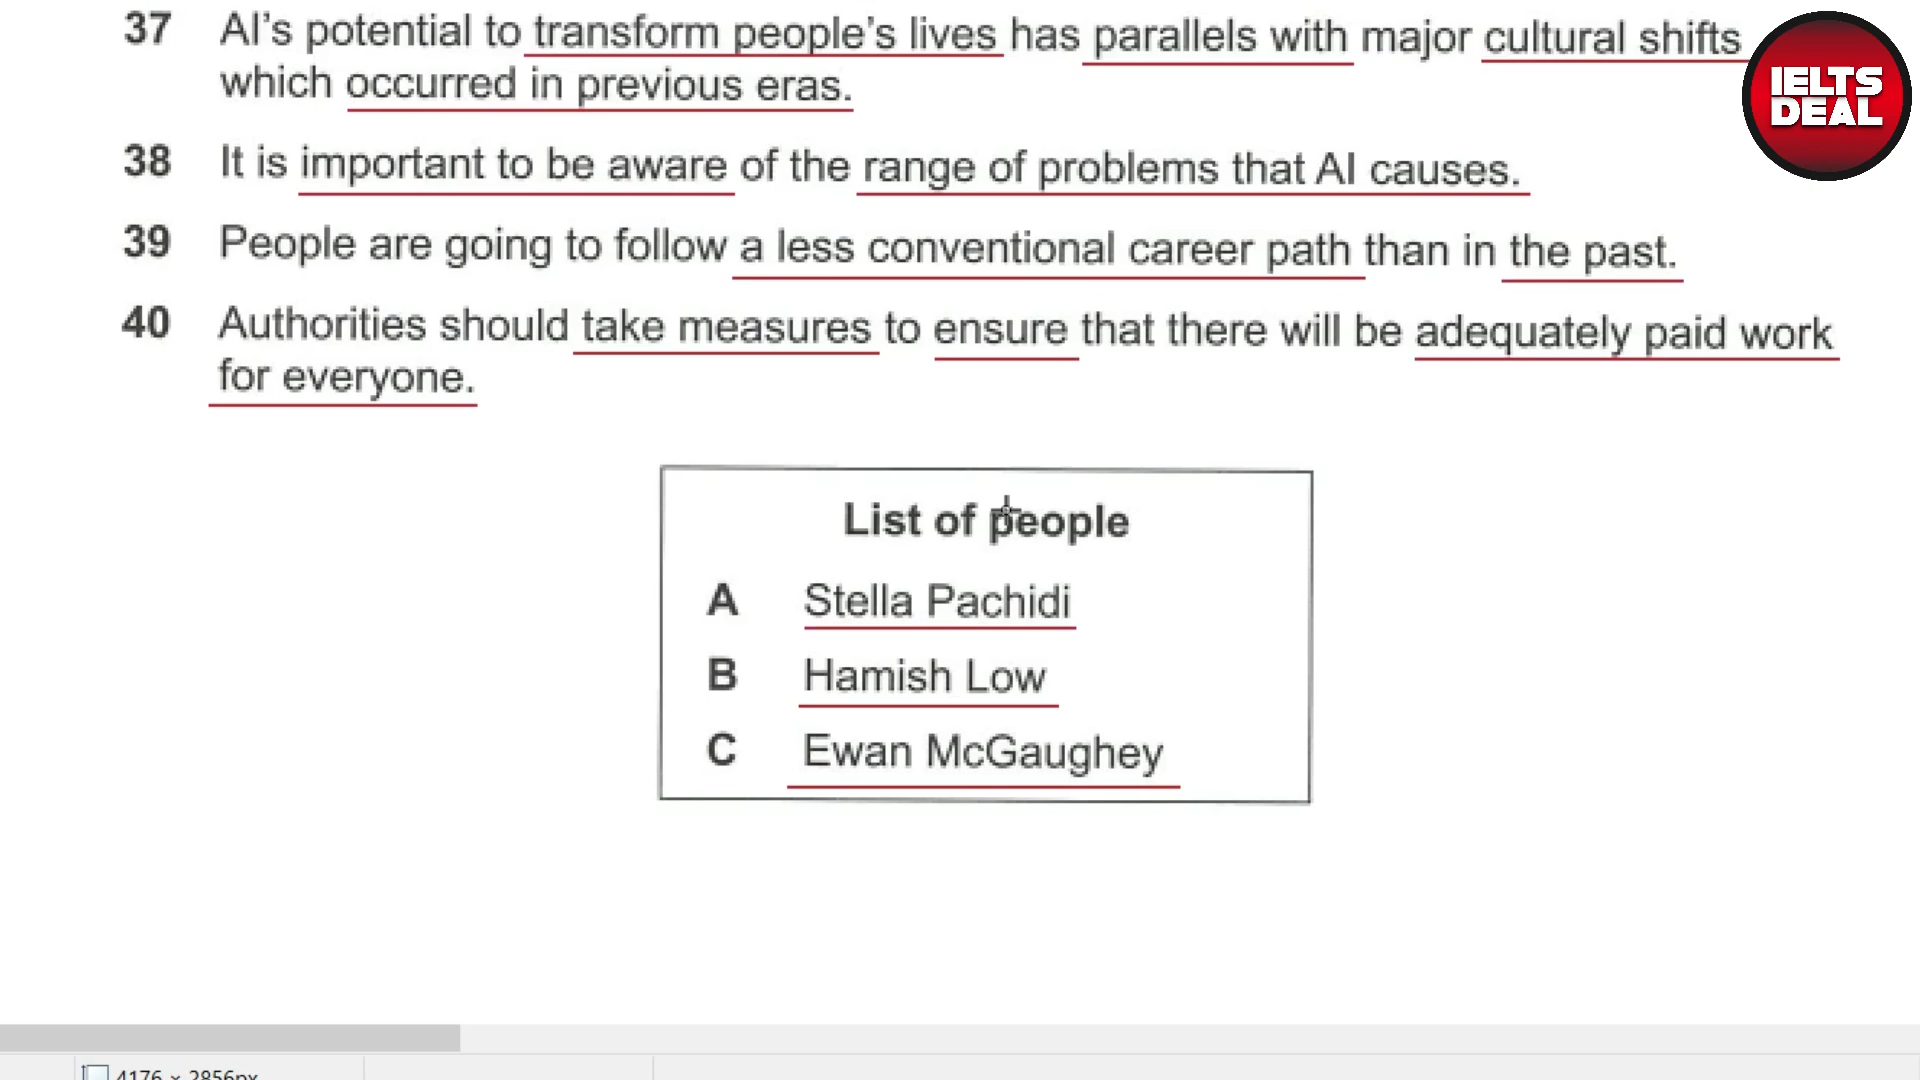 37 AI's potential to transform people's lives has parallels with major cultural shifts
which occurred in previous eras.
38 It is important to be aware of the range of problems that AI causes.
39 People are going to follow a less conventional career path than in the past.
40 Authorities should take measures to ensure that there will be adequately paid work
for everyone.
List of people
A Stella Pachidi
B Hamish Low
C Ewan McGaughey
IELTS
DEAL
4176 × 2856px